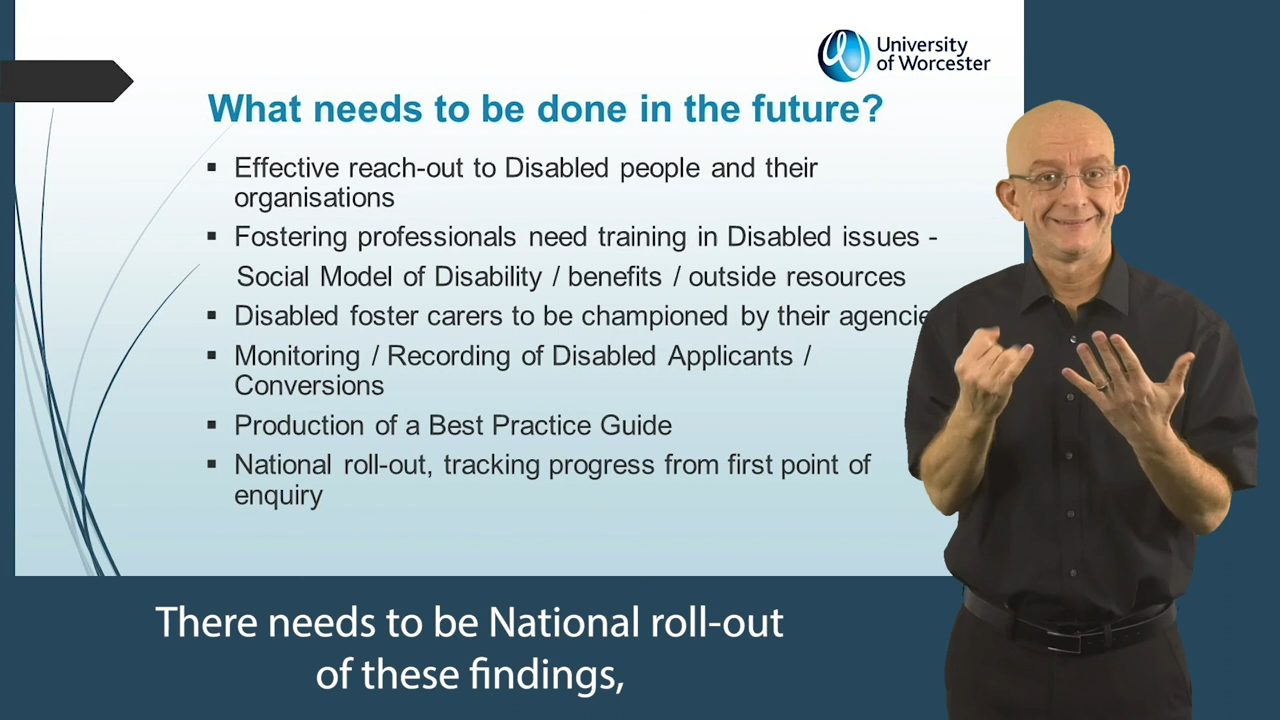 University
of Worcester
What needs to be done in the future?
▪ Effective reach-out to Disabled people and their
organisations
▪ Fostering professionals need training in Disabled issues -
Social Model of Disability / benefits / outside resources
▪ Disabled foster carers to be championed by their agencie
▪ Monitoring / Recording of Disabled Applicants /
Conversions
▪ Production of a Best Practice Guide
▪ National roll-out, tracking progress from first point of
enquiry
There needs to be National roll-out
of these findings,